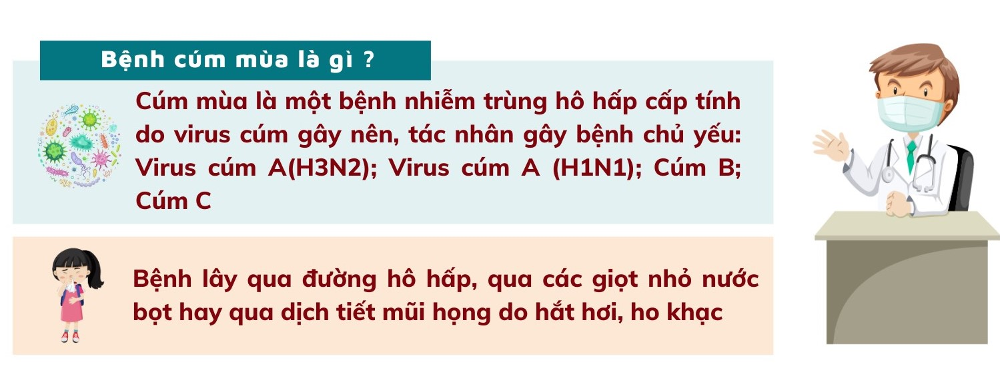 Bệnh cúm mùa là gì ?
Cúm mùa là một bệnh nhiễm trùng hô hấp cấp tính
do virus cúm gây nên, tác nhân gây bệnh chủ yếu:
Virus cúm A(H3N2); Virus cúm A (H1N1); Cúm B;
Cúm C
Bệnh lây qua đường hô hấp, qua các giọt nhỏ nước
bọt hay qua dịch tiết mũi họng do hắt hơi, ho khạc